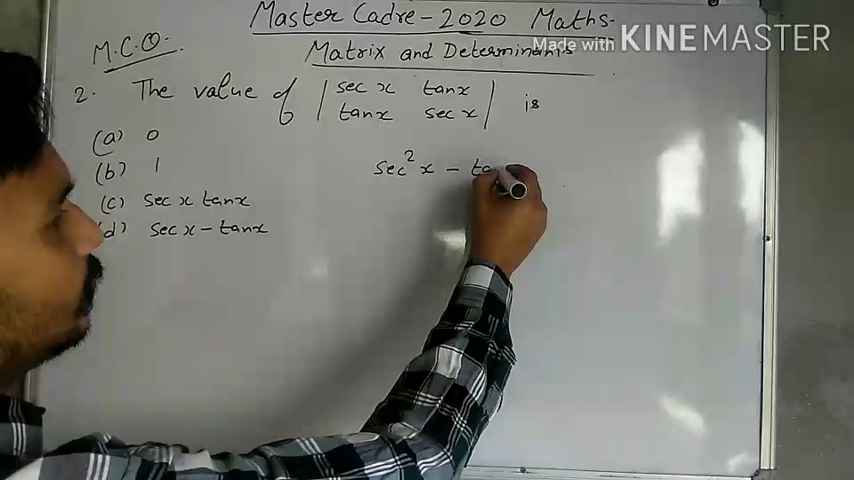 Master Cadre - 2020 Maths.
Made with KINEMASTER
M.C.Q.
Matrix and Determinants
2. The value of | sec x tan x | is
| tan x sec x |
(a) 0
(b) 1
(c) sec x tan x
(d) sec x - tan x
sec² x - ta